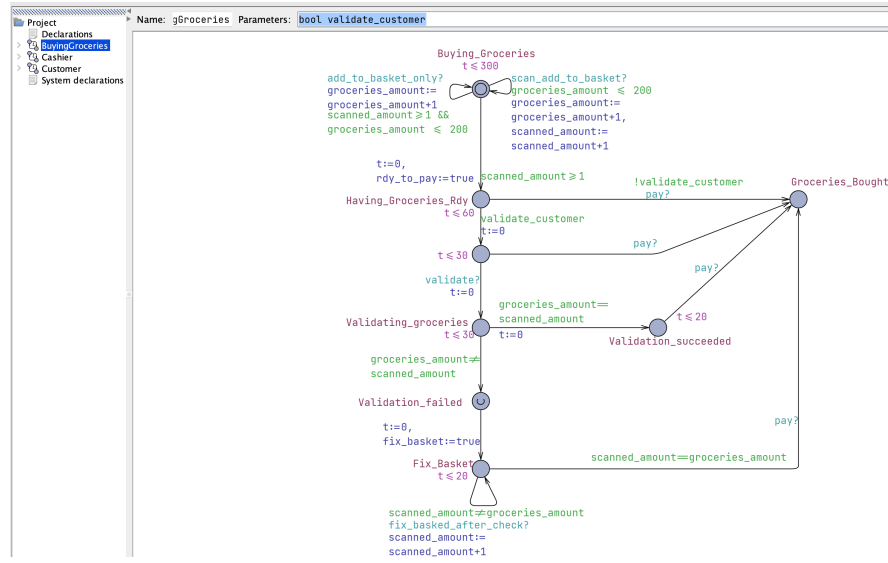 Name: gGroceries Parameters: bool validate_customer
Project
Declarations
BuyingGroceries
Cashier
Customer
System declarations
Buying_Groceries
t≤300
add_to_basket_only?
groceries_amount:=
groceries_amount+1
scanned_amount≥1 &&
groceries_amount ≤ 200
scan_add_to_basket?
groceries_amount ≤ 200
groceries_amount:=
groceries_amount+1,
scanned_amount:=
scanned_amount+1
t:=0,
rdy_to_pay:=true
scanned_amount≥1
Having_Groceries_Rdy
t≤60
!validate_customer
pay?
Groceries_Bought
validate_customer
t:=0
t≤30
pay?
validate?
t:=0
pay?
Validating_groceries
t≤30
groceries_amount==
scanned_amount
t:=0
t≤20
Validation_succeeded
groceries_amount≠
scanned_amount
Validation_failed
t:=0,
fix_basket:=true
pay?
Fix_Basket
t≤20
scanned_amount==groceries_amount
scanned_amount≠groceries_amount
fix_basked_after_check?
scanned_amount:=
scanned_amount+1